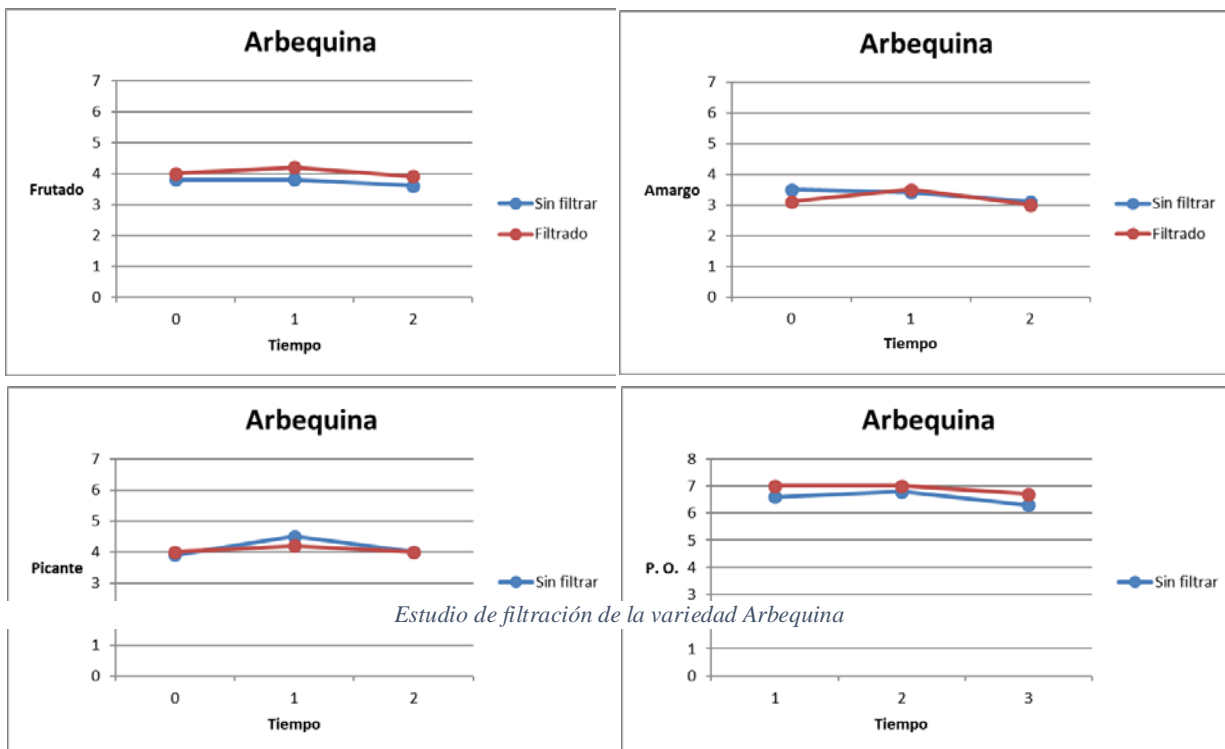 Arbequina
7
6
5
4
3
2
1
0
Frutado
0 1 2
Tiempo
Sin filtrar
Filtrado
Arbequina
7
6
5
4
3
2
1
0
Amargo
0 1 2
Tiempo
Sin filtrar
Filtrado
Arbequina
7
6
5
4
3
1
0
Picante
0 1 2
Tiempo
Sin filtrar
Arbequina
8
7
6
5
4
3
1
0
P. O.
1 2 3
Tiempo
Sin filtrar
Estudio de filtración de la variedad Arbequina